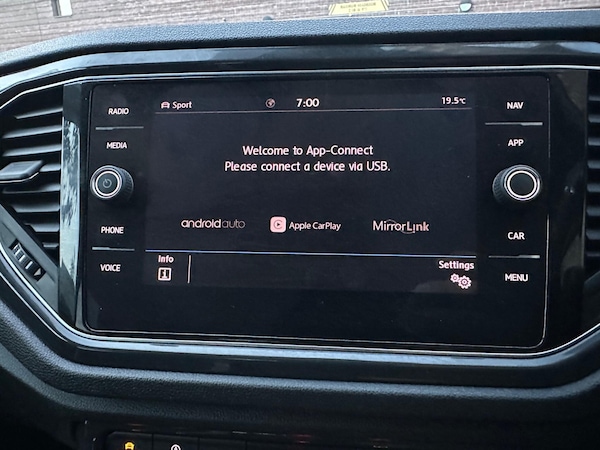 Sport 7:00 19.5°C
RADIO
MEDIA
PHONE
VOICE
Welcome to App-Connect
Please connect a device via USB.
androidauto Apple CarPlay MirrorLink
Info Settings
NAV
APP
CAR
MENU